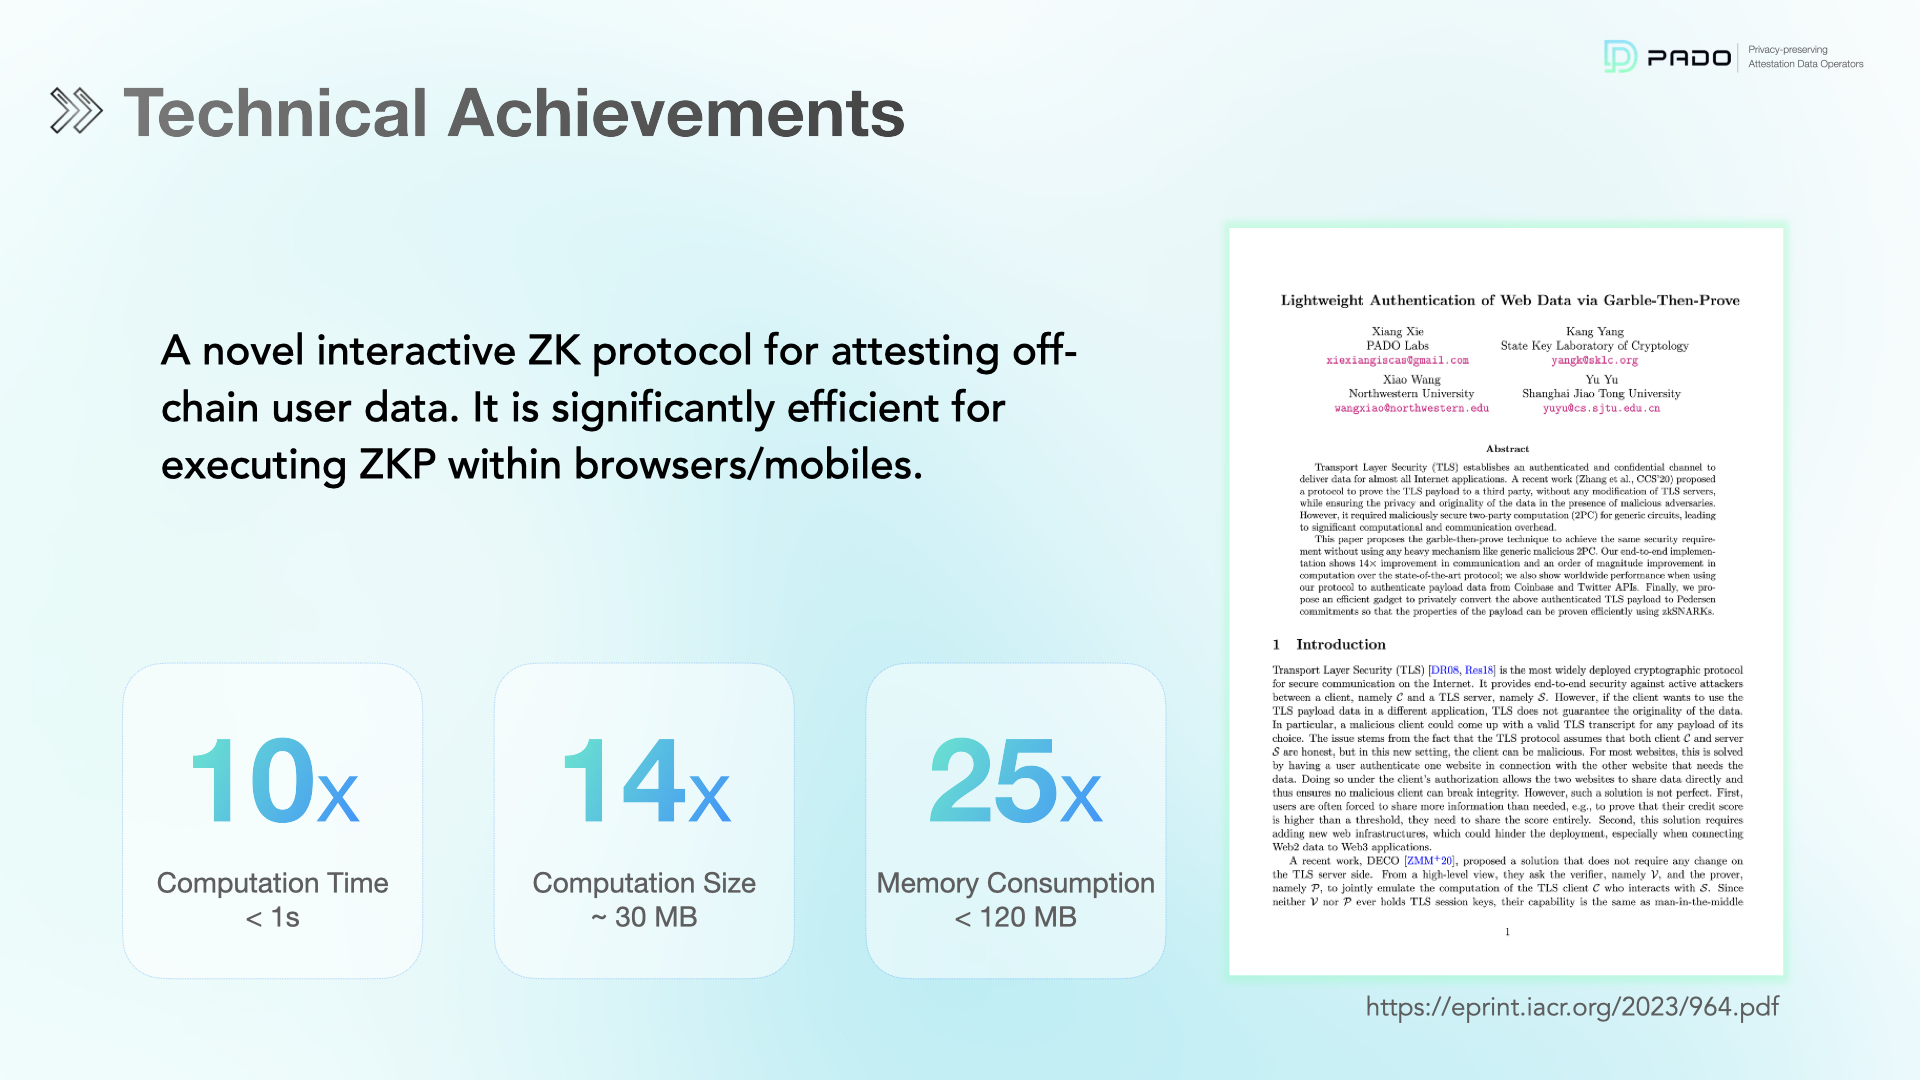 PADO
Privacy-preserving
Attestation Data Operators
Technical Achievements
A novel interactive ZK protocol for attesting off-
chain user data. It is significantly efficient for
executing ZKP within browsers/mobiles.
10x
Computation Time
< 1s
14x
Computation Size
~ 30 MB
25x
Memory Consumption
< 120 MB
Lightweight Authentication of Web Data via Garble-Then-Prove
Xiang Xie
PADO Labs
xiexiangiscas@gmail.com
Kang Yang
State Key Laboratory of Cryptology
yangk@sklc.org
Xiao Wang
Northwestern University
wangxiao@northwestern.edu
Yu Yu
Shanghai Jiao Tong University
yuyu@cs.sjtu.edu.cn
Abstract
Transport Layer Security (TLS) establishes an authenticated and confidential channel to
deliver data for almost all Internet applications. A recent work (Zhang et al., CCS'20) proposed
a protocol to prove the TLS payload to a third party, without any modification of TLS servers,
while ensuring the privacy and originality of the data in the presence of malicious adversaries.
However, it required maliciously secure two-party computation (2PC) for generic circuits, leading
to significant computational and communication overhead.
This paper proposes the garble-then-prove technique to achieve the same security require-
ment without using any heavy mechanism like generic malicious 2PC. Our end-to-end implemen-
tation shows 14× improvement in communication and an order of magnitude improvement in
computation over the state-of-the-art protocol; we also show worldwide performance when using
our protocol to authenticate payload data from Coinbase and Twitter APIs. Finally, we pro-
pose an efficient gadget to privately convert the above authenticated TLS payload to Pedersen
commitments so that the properties of the payload can be proven efficiently using zkSNARKs.
1 Introduction
Transport Layer Security (TLS) [DR08, Res18] is the most widely deployed cryptographic protocol
for secure communication on the Internet. It provides end-to-end security against active attackers
between a client, namely C and a TLS server, namely S. However, if the client wants to use the
TLS payload data in a different application, TLS does not guarantee the originality of the data.
In particular, a malicious client could come up with a valid TLS transcript for any payload of its
choice. The issue stems from the fact that the TLS protocol assumes that both client C and server
S are honest, but in this new setting, the client can be malicious. For most websites, this is solved
by having a user authenticate one website in connection with the other website that needs the
data. Doing so under the client's authorization allows the two websites to share data directly and
thus ensures no malicious client can break integrity. However, such a solution is not perfect. First,
users are often forced to share more information than needed, e.g., to prove that their credit score
is higher than a threshold, they need to share the score entirely. Second, this solution requires
adding new web infrastructures, which could hinder the deployment, especially when connecting
Web2 data to Web3 applications.
A recent work, DECO [ZMM+20], proposed a solution that does not require any change on
the TLS server side. From a high-level view, they ask the verifier, namely V, and the prover,
namely P, to jointly emulate the computation of the TLS client C who interacts with S. Since
neither V nor P ever holds TLS session keys, their capability is the same as man-in-the-middle
1
https://eprint.iacr.org/2023/964.pdf